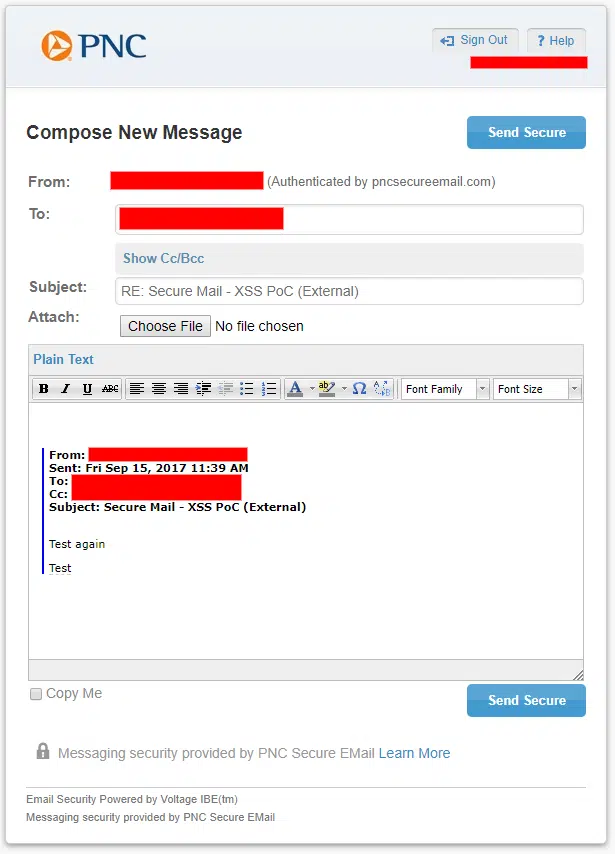 PNC
Sign Out
? Help
Compose New Message
Send Secure
From: (Authenticated by pncsecureemail.com)
To:
Show Cc/Bcc
Subject: RE: Secure Mail - XSS PoC (External)
Attach: Choose File No file chosen
Plain Text
B I U ABC A ab Ω A Font Family Font Size
From:
Sent: Fri Sep 15, 2017 11:39 AM
To:
Cc:
Subject: Secure Mail - XSS PoC (External)
Test again
Test
Copy Me
Send Secure
Messaging security provided by PNC Secure EMail Learn More
Email Security Powered by Voltage IBE(tm)
Messaging security provided by PNC Secure EMail